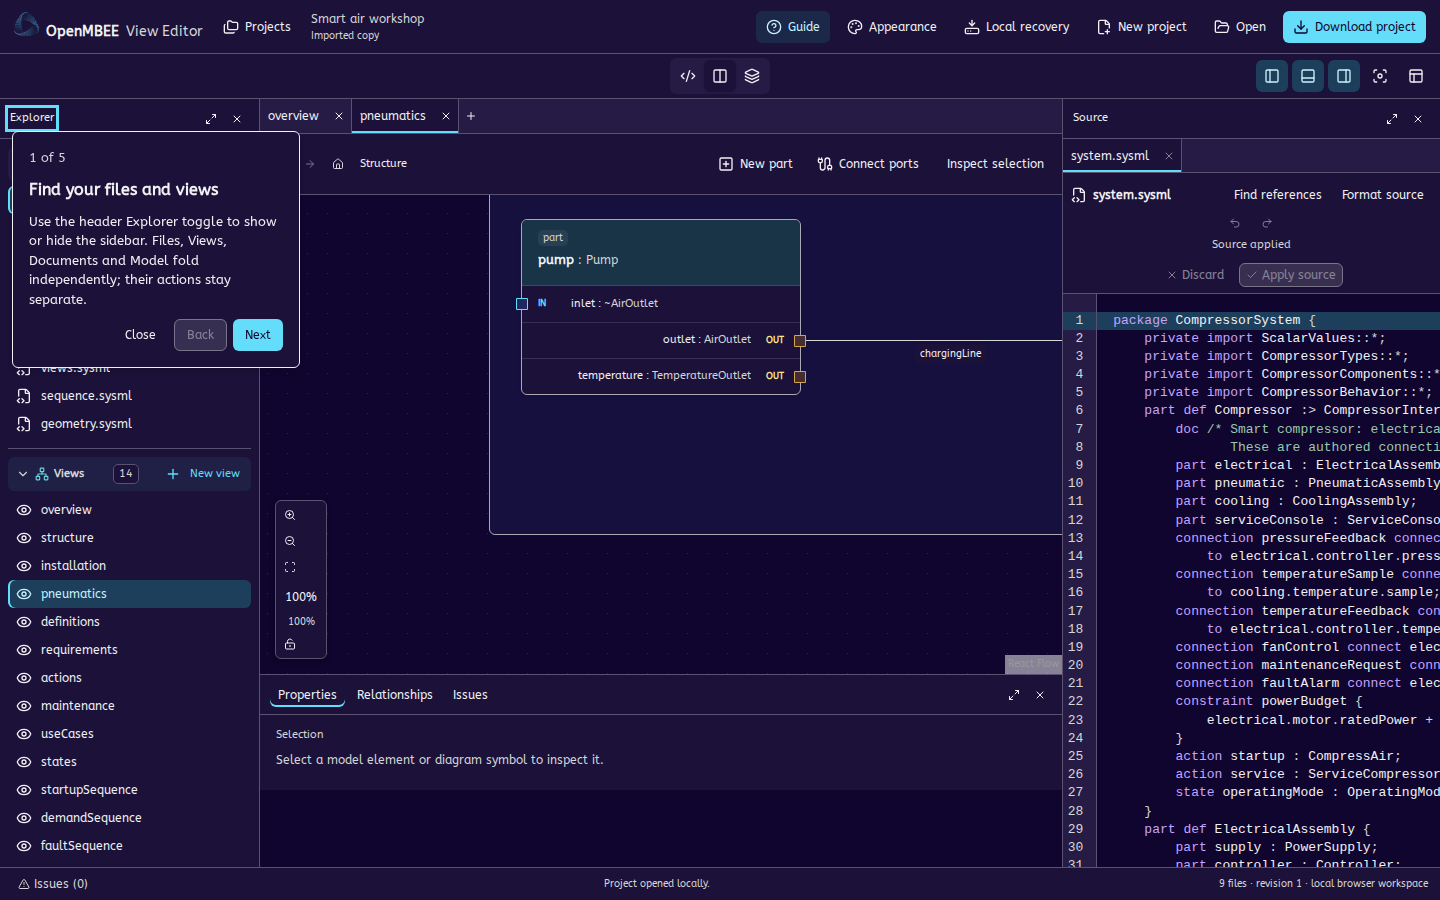 OpenMBEE View Editor
Projects
Smart air workshop
Imported copy
Guide
Appearance
Local recovery
New project
Open
Download project
Explorer
1 of 5
Find your files and views
Use the header Explorer toggle to show
or hide the sidebar. Files, Views,
Documents and Model fold
independently; their actions stay
separate.
Close
Back
Next
views.sysml
sequence.sysml
geometry.sysml
Views
14
New view
overview
structure
installation
pneumatics
definitions
requirements
actions
maintenance
useCases
states
startupSequence
demandSequence
faultSequence
overview
pneumatics
Structure
New part
Connect ports
Inspect selection
part
pump : Pump
IN inlet : ~AirOutlet
outlet : AirOutlet OUT
temperature : TemperatureOutlet OUT
chargingLine
100%
100%
React Flow
Properties
Relationships
Issues
Selection
Select a model element or diagram symbol to inspect it.
Source
system.sysml
system.sysml
Find references
Format source
Source applied
Discard
Apply source
1 package CompressorSystem {
2 private import ScalarValues::*;
3 private import CompressorTypes::*;
4 private import CompressorComponents::*
5 private import CompressorBehavior::*;
6 part def Compressor :> CompressorInter
7 doc /* Smart compressor: electrica
8 These are authored connecti
9 part electrical : ElectricalAssemb
10 part pneumatic : PneumaticAssembly
11 part cooling : CoolingAssembly;
12 part serviceConsole : ServiceConso
13 connection pressureFeedback connec
14 to electrical.controller.press
15 connection temperatureSample conne
16 to cooling.temperature.sample;
17 connection temperatureFeedback con
18 to electrical.controller.tempe
19 connection fanControl connect elec
20 connection maintenanceRequest conn
21 connection faultAlarm connect elec
22 constraint powerBudget {
23 electrical.motor.ratedPower +
24 }
25 action startup : CompressAir;
26 action service : ServiceCompressor
27 state operatingMode : OperatingMod
28 }
29 part def ElectricalAssembly {
30 part supply : PowerSupply;
31 part controller : Controller;
Issues (0)
Project opened locally.
9 files · revision 1 · local browser workspace